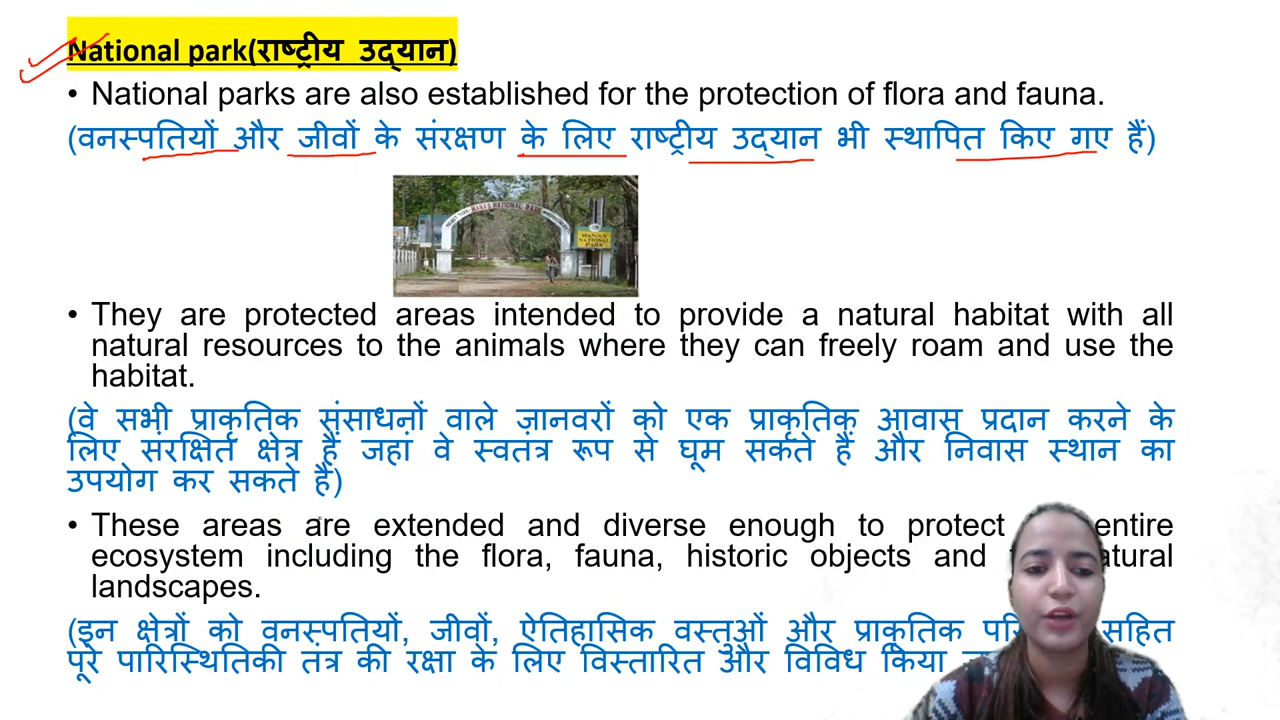 National park(राष्ट्रीय उद्यान)
• National parks are also established for the protection of flora and fauna.
(वनस्पतियों और जीवों के संरक्षण के लिए राष्ट्रीय उद्यान भी स्थापित किए गए हैं)
MANAS NATIONAL PARK
MANAS
NATIONAL
PARK
• They are protected areas intended to provide a natural habitat with all
natural resources to the animals where they can freely roam and use the
habitat.
(वे सभी प्राकृतिक संसाधनों वाले जानवरों को एक प्राकृतिक आवास प्रदान करने के
लिए संरक्षित क्षेत्र हैं जहां वे स्वतंत्र रूप से घूम सकते हैं और निवास स्थान का
उपयोग कर सकते हैं)
• These areas are extended and diverse enough to protect entire
ecosystem including the flora, fauna, historic objects and
landscapes.
(इन क्षेत्रों को वनस्पतियों, जीवों, ऐतिहासिक वस्तुओं और प्राकृतिक सहित
पूरे पारिस्थितिकी तंत्र की रक्षा के लिए विस्तारित और विविध किया